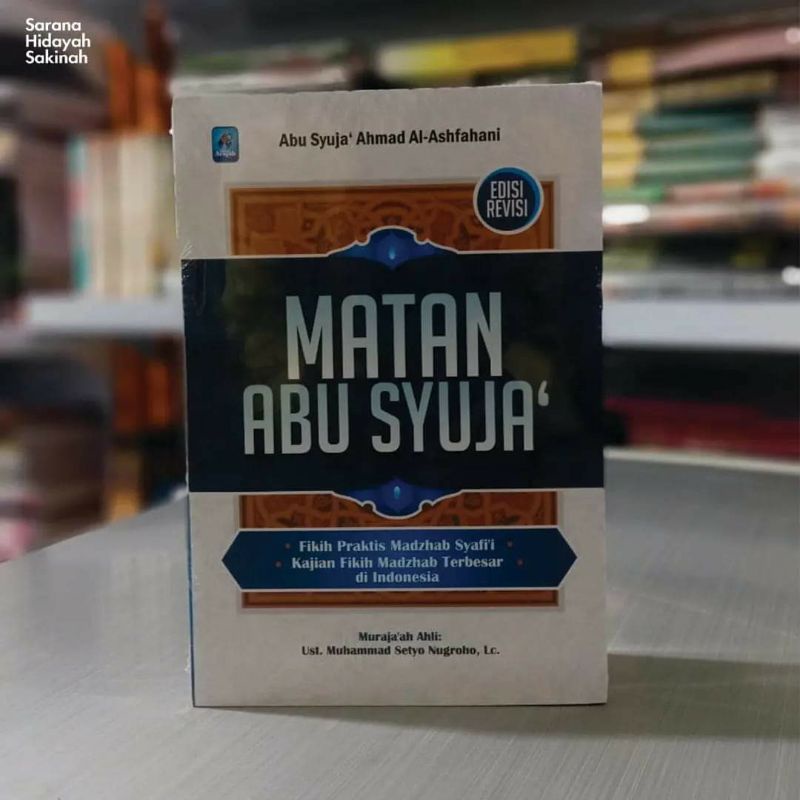 Sarana
Hidayah
Sakinah
Abu Syuja‘ Ahmad Al-Ashfahani
EDISI
REVISI
MATAN
ABU SYUJA‘
• Fikih Praktis Madzhab Syafi'i •
• Kajian Fikih Madzhab Terbesar •
di Indonesia
Muraja'ah Ahli:
Ust. Muhammad Setyo Nugroho, Lc.